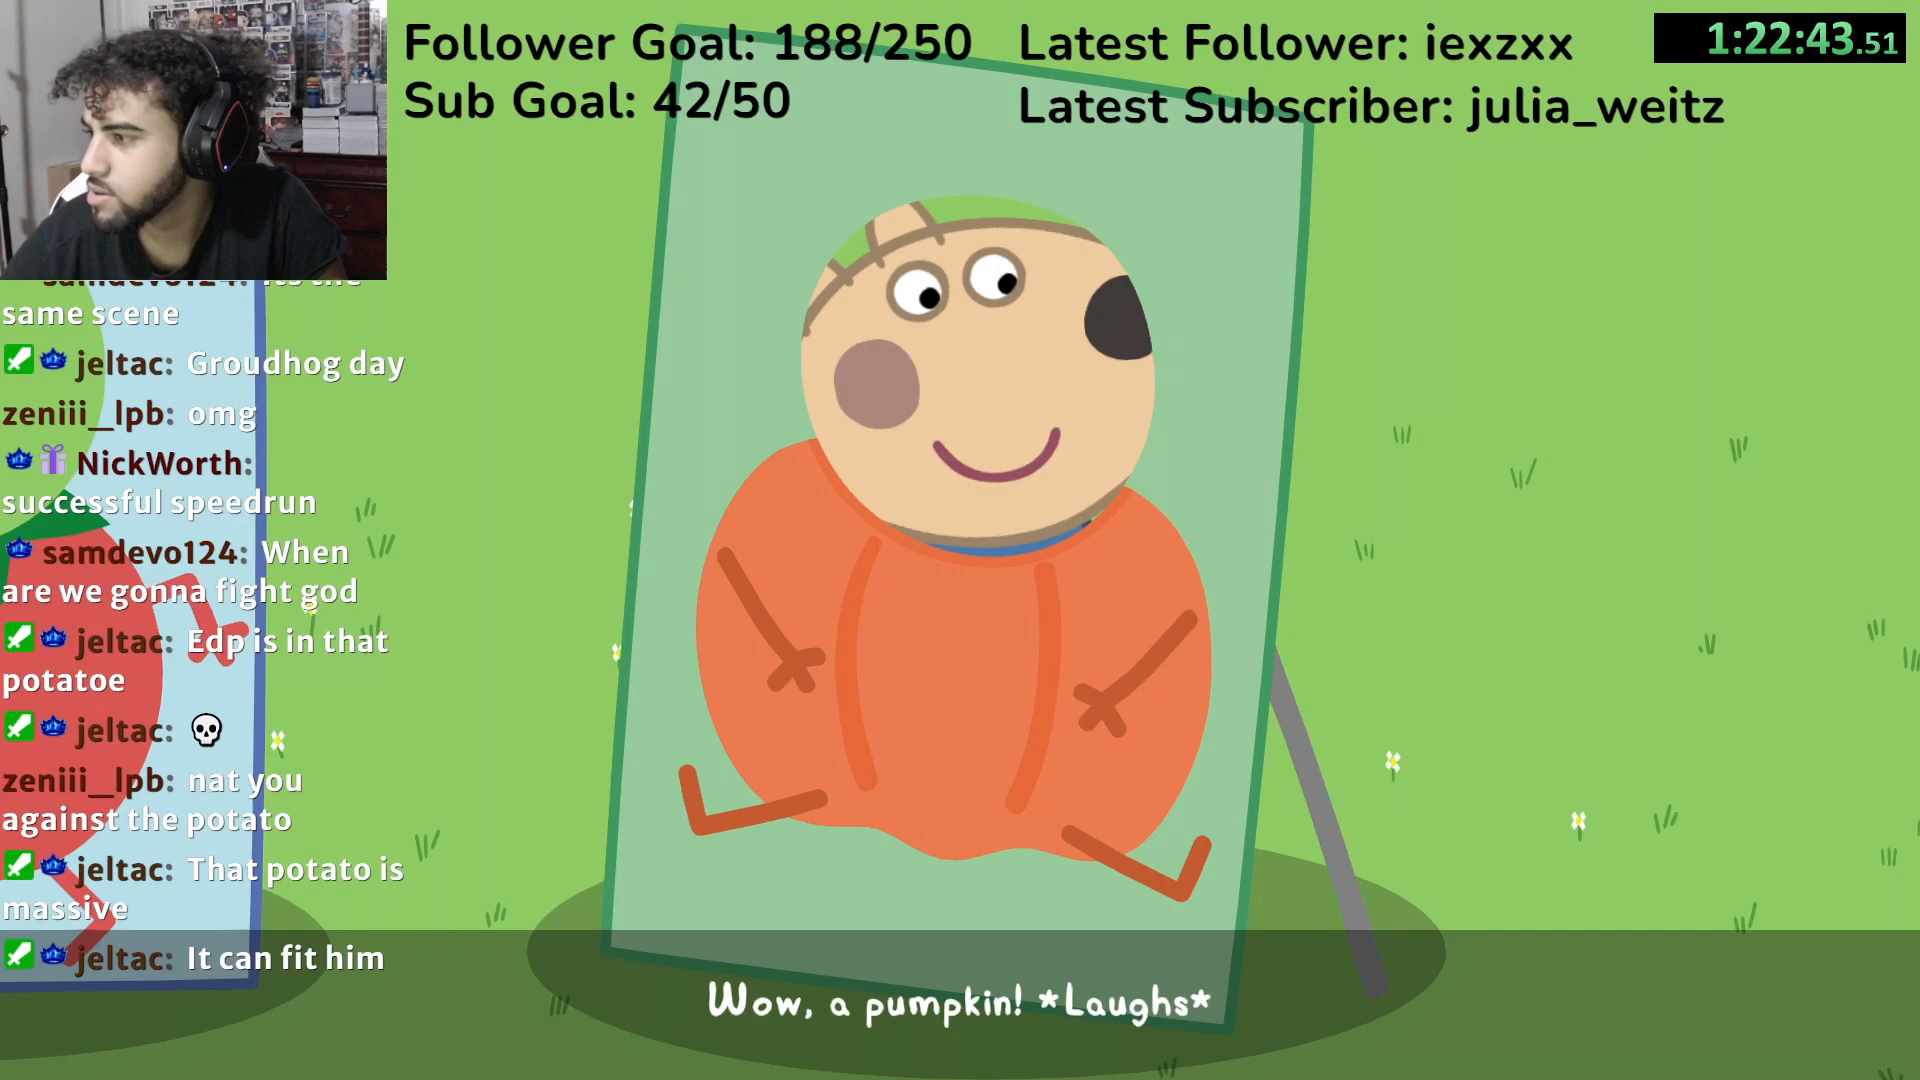 Follower Goal: 188/250
Sub Goal: 42/50
Latest Follower: iexzxx
Latest Subscriber: julia_weitz
1:22:43.51
samdevo124: Its the
same scene
jeltac: Groudhog day
zeniii_lpb: omg
NickWorth:
successful speedrun
samdevo124: When
are we gonna fight god
jeltac: Edp is in that
potatoe
jeltac: 💀
zeniii_lpb: nat you
against the potato
jeltac: That potato is
massive
jeltac: It can fit him
Wow, a pumpkin! *Laughs*